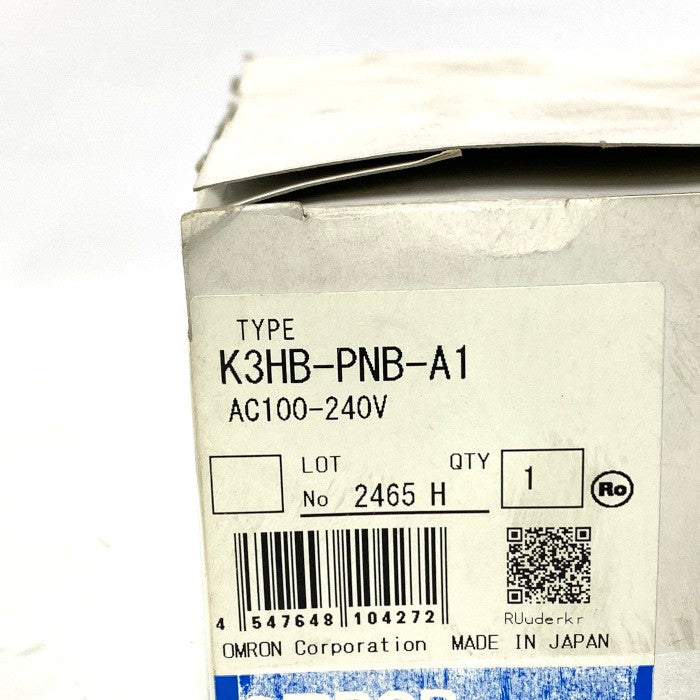 TYPE
K3HB-PNB-A1
AC100-240V
LOT QTY 1
No 2465 H
Ro
4 547648 104272
RUuderkr
OMRON Corporation MADE IN JAPAN